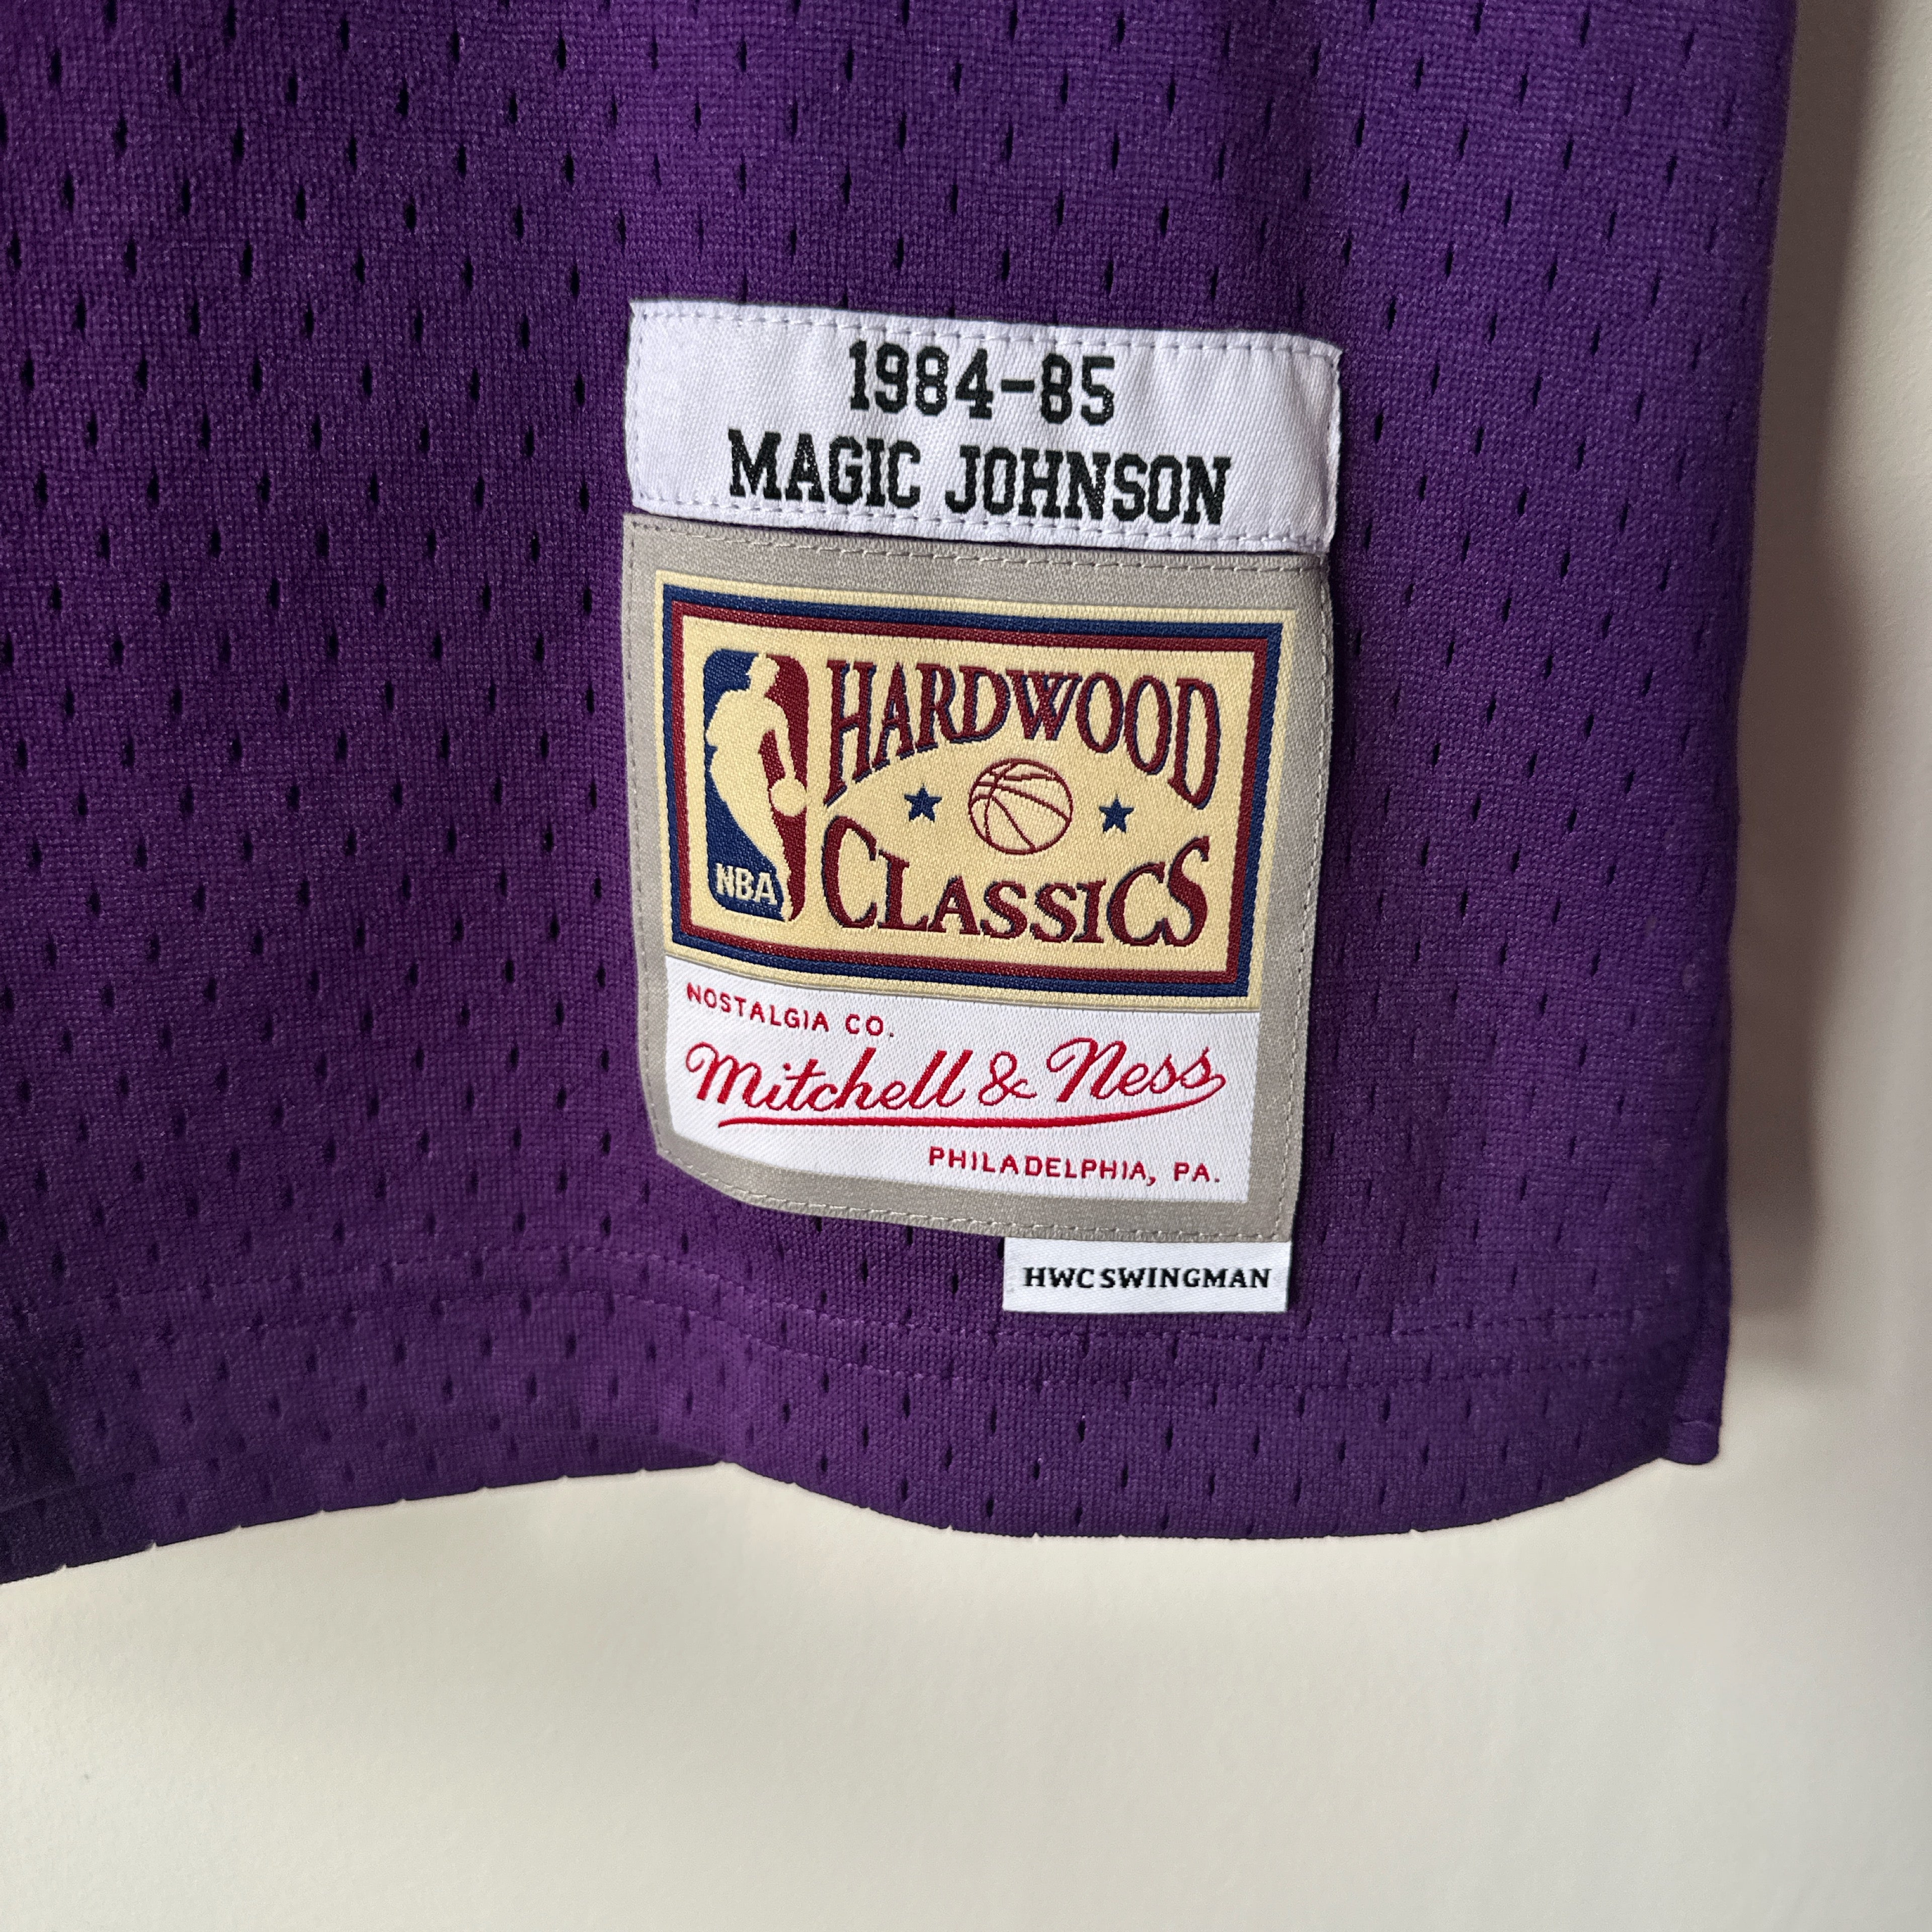 1984-85
MAGIC JOHNSON
HARDWOOD
CLASSICS
NBA
NOSTALGIA CO.
Mitchell & Ness
PHILADELPHIA, PA.
HWC SWINGMAN